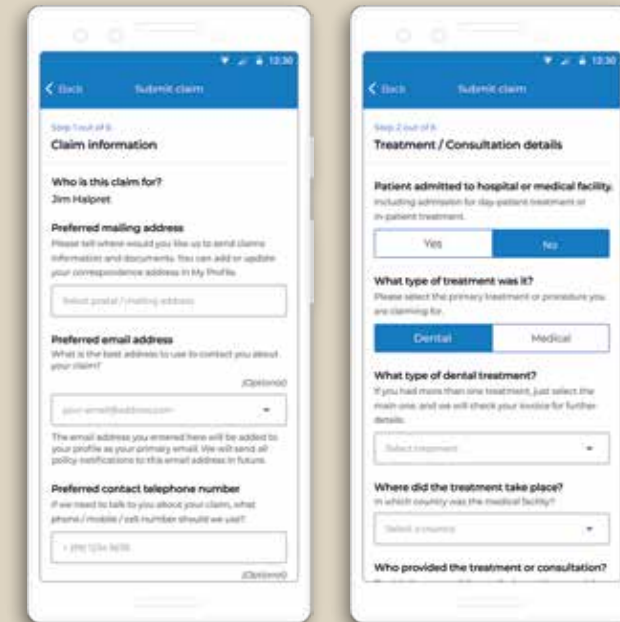 12:30
Back Submit claim
Step 1 out of 6
Claim information
Who is this claim for?
Jim Halpret
Preferred mailing address
Please tell where would you like us to send claims
information and documents. You can add or update
your correspondence address in My Profile.
Select postal / mailing address
Preferred email address
What is the best address to use to contact you about
your claim?
(Optional)
your-email@address.com
The email address you entered here will be added to
your profile as your primary email. We will send all
policy notifications to this email address in future.
Preferred contact telephone number
If we need to talk to you about your claim, what
phone / mobile / cell number should we use?
(Optional)
12:30
Back Submit claim
Step 2 out of 6
Treatment / Consultation details
Patient admitted to hospital or medical facility.
Including admission for day-patient treatment or
in-patient treatment.
Yes No
What type of treatment was it?
Please select the primary treatment or procedure you
are claiming for.
Dental Medical
What type of dental treatment?
If you had more than one treatment, just select the
main one, and we will check your invoice for further
details.
Select treatment
Where did the treatment take place?
In which country was the medical facility?
Select a country
Who provided the treatment or consultation?